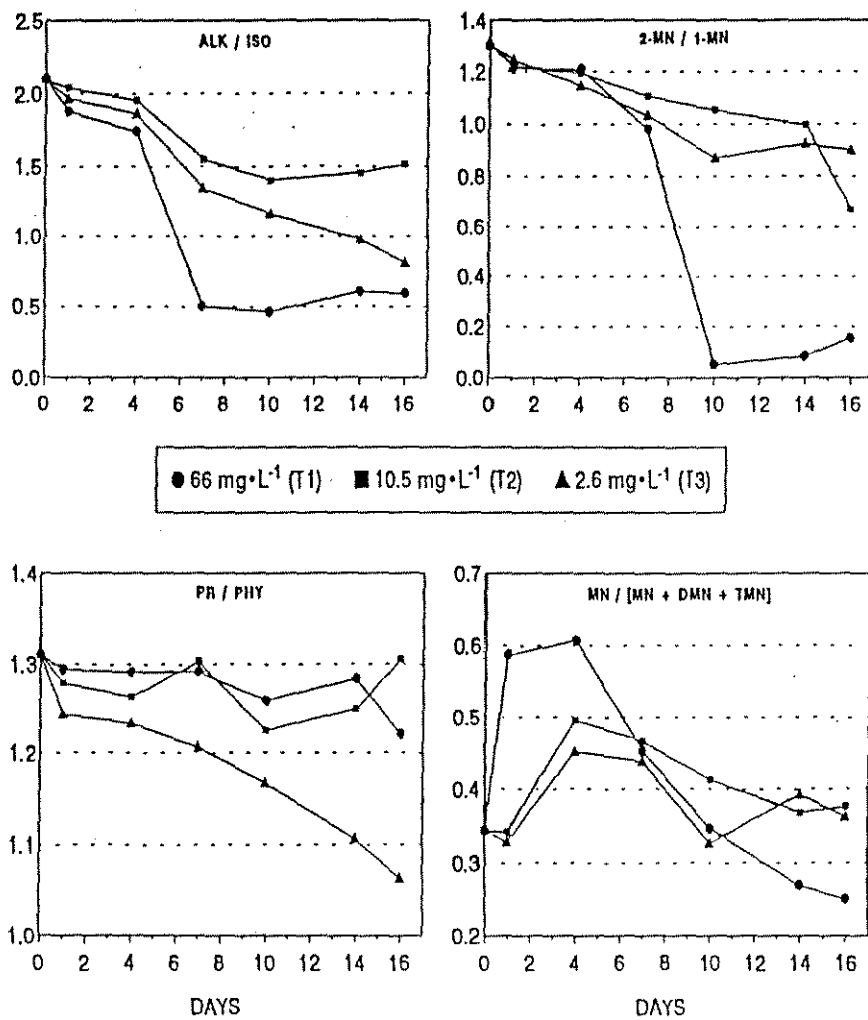 ALK / ISO
2.5
2.0
1.5
1.0
0.5
0.0
0 2 4 6 8 10 12 14 16
2-MN / 1-MN
1.4
1.2
1.0
0.8
0.6
0.4
0.2
0.0
0 2 4 6 8 10 12 14 16
● 66 mg•L⁻¹ (T1) ■ 10.5 mg•L⁻¹ (T2) ▲ 2.6 mg•L⁻¹ (T3)
PR / PHY
1.4
1.3
1.2
1.1
1.0
0 2 4 6 8 10 12 14 16
DAYS
MN / [MN + DMN + TMN]
0.7
0.6
0.5
0.4
0.3
0.2
0 2 4 6 8 10 12 14 16
DAYS